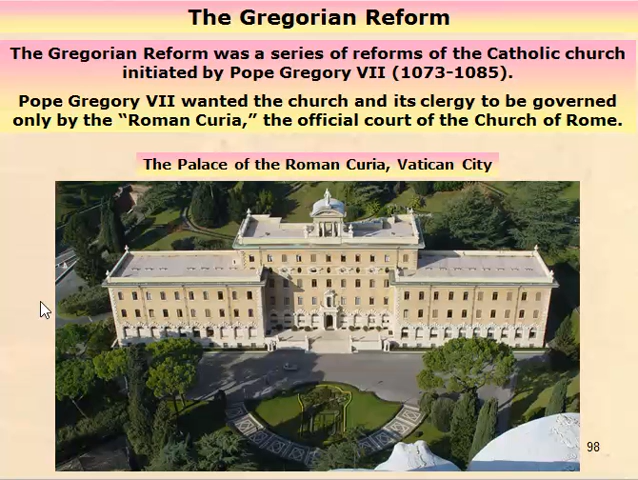 The Gregorian Reform
The Gregorian Reform was a series of reforms of the Catholic church
initiated by Pope Gregory VII (1073-1085).
Pope Gregory VII wanted the church and its clergy to be governed
only by the “Roman Curia,” the official court of the Church of Rome.
The Palace of the Roman Curia, Vatican City
98